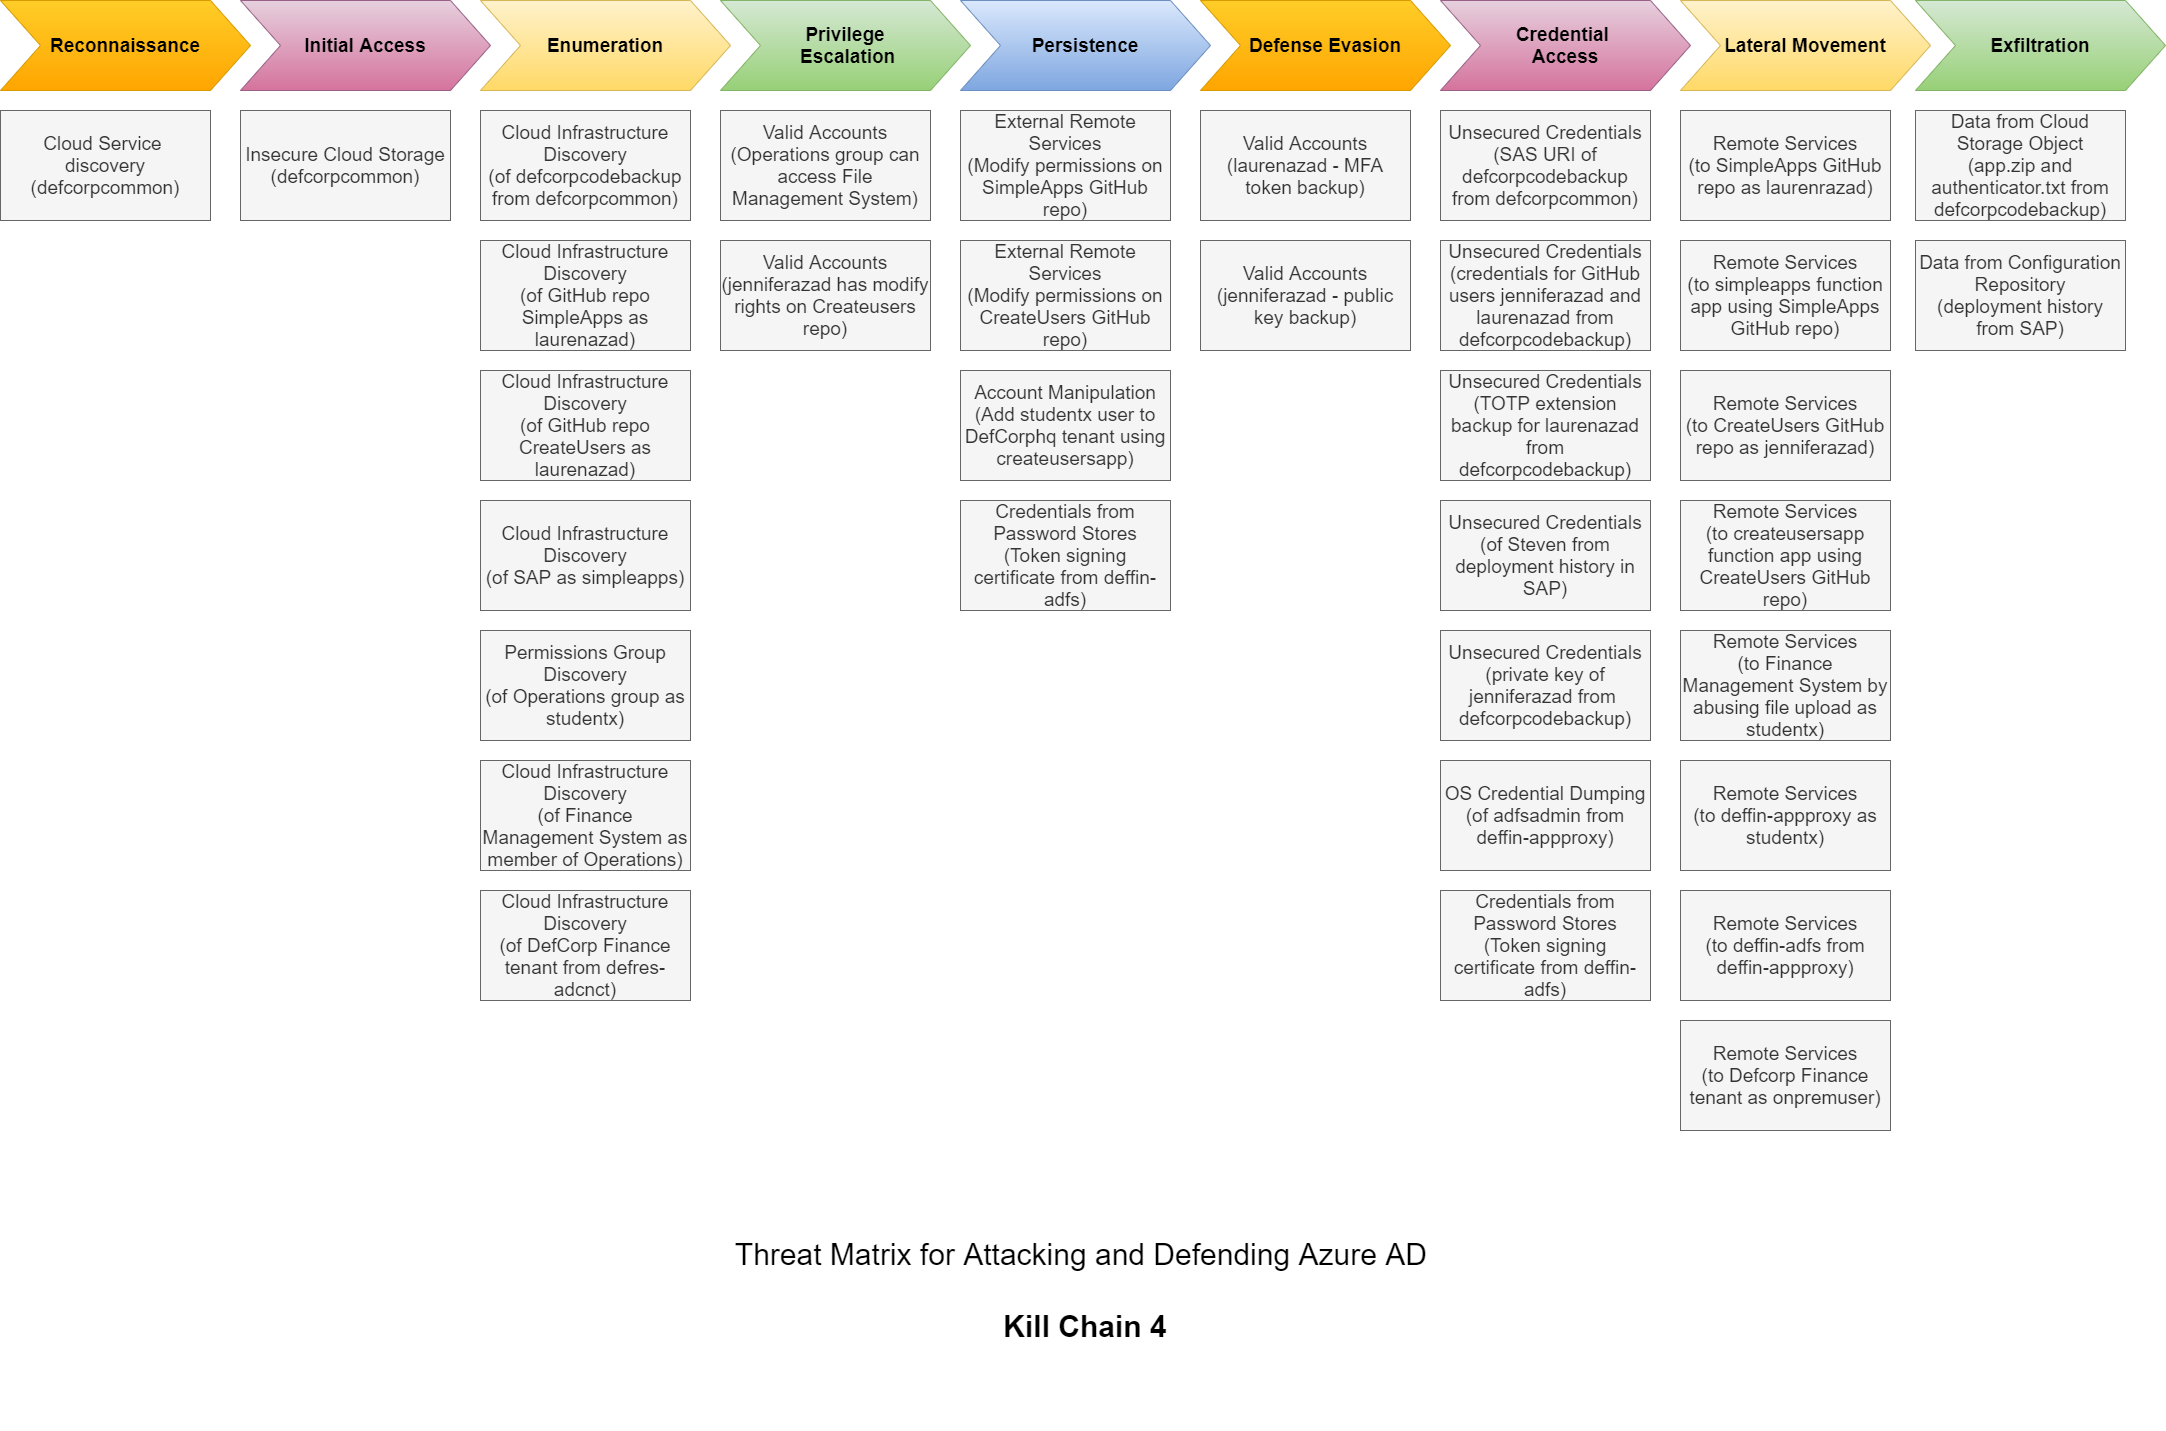 Reconnaissance
Initial Access
Enumeration
Privilege
Escalation
Persistence
Defense Evasion
Credential
Access
Lateral Movement
Exfiltration
Cloud Service
discovery
(defcorpcommon)
Insecure Cloud Storage
(defcorpcommon)
Cloud Infrastructure
Discovery
(of defcorpcodebackup
from defcorpcommon)
Cloud Infrastructure
Discovery
(of GitHub repo
SimpleApps as
laurenazad)
Cloud Infrastructure
Discovery
(of GitHub repo
CreateUsers as
laurenazad)
Cloud Infrastructure
Discovery
(of SAP as simpleapps)
Permissions Group
Discovery
(of Operations group as
studentx)
Cloud Infrastructure
Discovery
(of Finance
Management System as
member of Operations)
Cloud Infrastructure
Discovery
(of DefCorp Finance
tenant from defres-
adcnct)
Valid Accounts
(Operations group can
access File
Management System)
Valid Accounts
(jenniferazad has modify
rights on Createusers
repo)
External Remote
Services
(Modify permissions on
SimpleApps GitHub
repo)
External Remote
Services
(Modify permissions on
CreateUsers GitHub
repo)
Account Manipulation
(Add studentx user to
DefCorphq tenant using
createusersapp)
Credentials from
Password Stores
(Token signing
certificate from deffin-
adfs)
Valid Accounts
(laurenazad - MFA
token backup)
Valid Accounts
(jenniferazad - public
key backup)
Unsecured Credentials
(SAS URI of
defcorpcodebackup
from defcorpcommon)
Unsecured Credentials
(credentials for GitHub
users jenniferazad and
laurenazad from
defcorpcodebackup)
Unsecured Credentials
(TOTP extension
backup for laurenazad
from
defcorpcodebackup)
Unsecured Credentials
(of Steven from
deployment history in
SAP)
Unsecured Credentials
(private key of
jenniferazad from
defcorpcodebackup)
OS Credential Dumping
(of adfsadmin from
deffin-appproxy)
Credentials from
Password Stores
(Token signing
certificate from deffin-
adfs)
Remote Services
(to SimpleApps GitHub
repo as laurenrazad)
Remote Services
(to simpleapps function
app using SimpleApps
GitHub repo)
Remote Services
(to CreateUsers GitHub
repo as jenniferazad)
Remote Services
(to createusersapp
function app using
CreateUsers GitHub
repo)
Remote Services
(to Finance
Management System by
abusing file upload as
studentx)
Remote Services
(to deffin-appproxy as
studentx)
Remote Services
(to deffin-adfs from
deffin-appproxy)
Remote Services
(to Defcorp Finance
tenant as onpremuser)
Data from Cloud
Storage Object
(app.zip and
authenticator.txt from
defcorpcodebackup)
Data from Configuration
Repository
(deployment history
from SAP)
Threat Matrix for Attacking and Defending Azure AD
Kill Chain 4